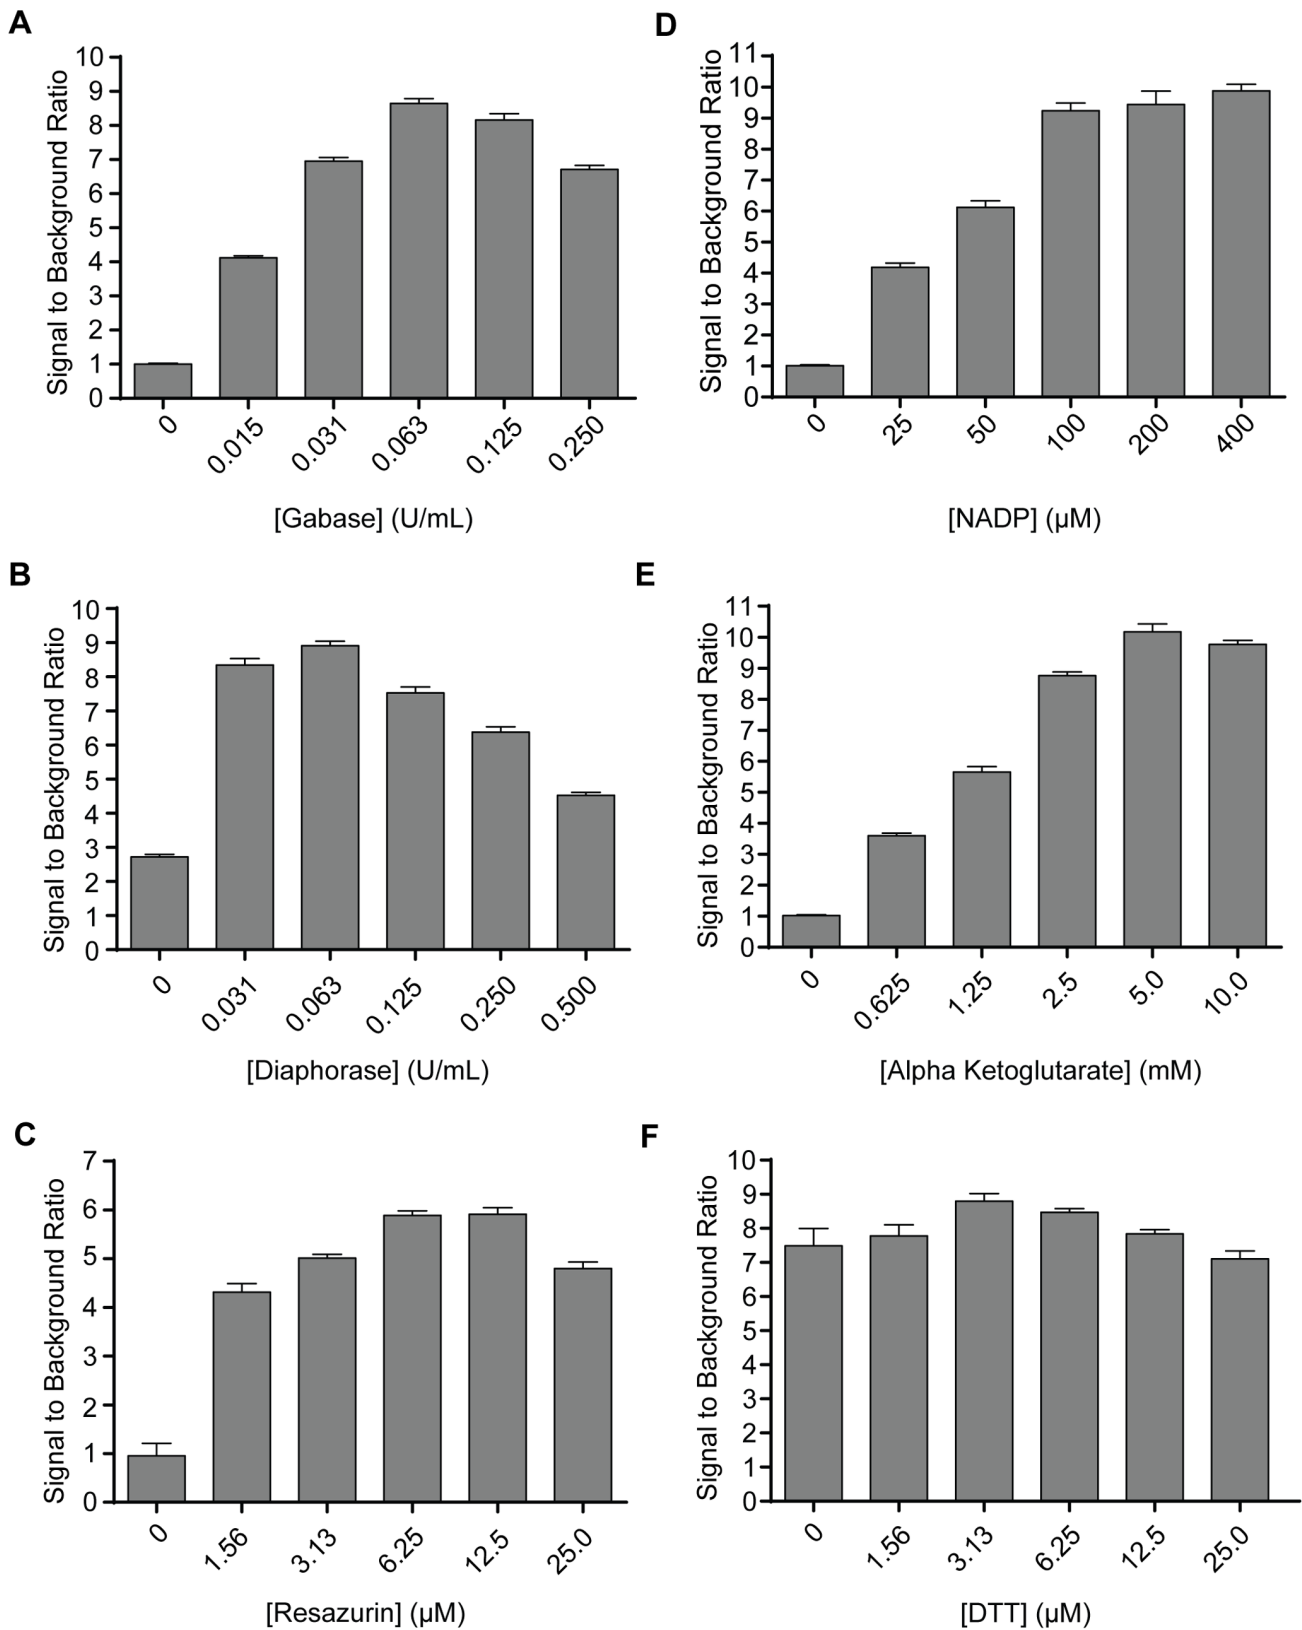 A
Signal to Background Ratio
10
9
8
7
6
5
4
3
2
1
0
0 0.015 0.031 0.063 0.125 0.250
[Gabase] (U/mL)
D
Signal to Background Ratio
11
10
9
8
7
6
5
4
3
2
1
0
0 25 50 100 200 400
[NADP] (µM)
B
Signal to Background Ratio
10
9
8
7
6
5
4
3
2
1
0
0 0.031 0.063 0.125 0.250 0.500
[Diaphorase] (U/mL)
E
Signal to Background Ratio
11
10
9
8
7
6
5
4
3
2
1
0
0 0.625 1.25 2.5 5.0 10.0
[Alpha Ketoglutarate] (mM)
C
Signal to Background Ratio
7
6
5
4
3
2
1
0
0 1.56 3.13 6.25 12.5 25.0
[Resazurin] (µM)
F
Signal to Background Ratio
10
9
8
7
6
5
4
3
2
1
0
0 1.56 3.13 6.25 12.5 25.0
[DTT] (µM)